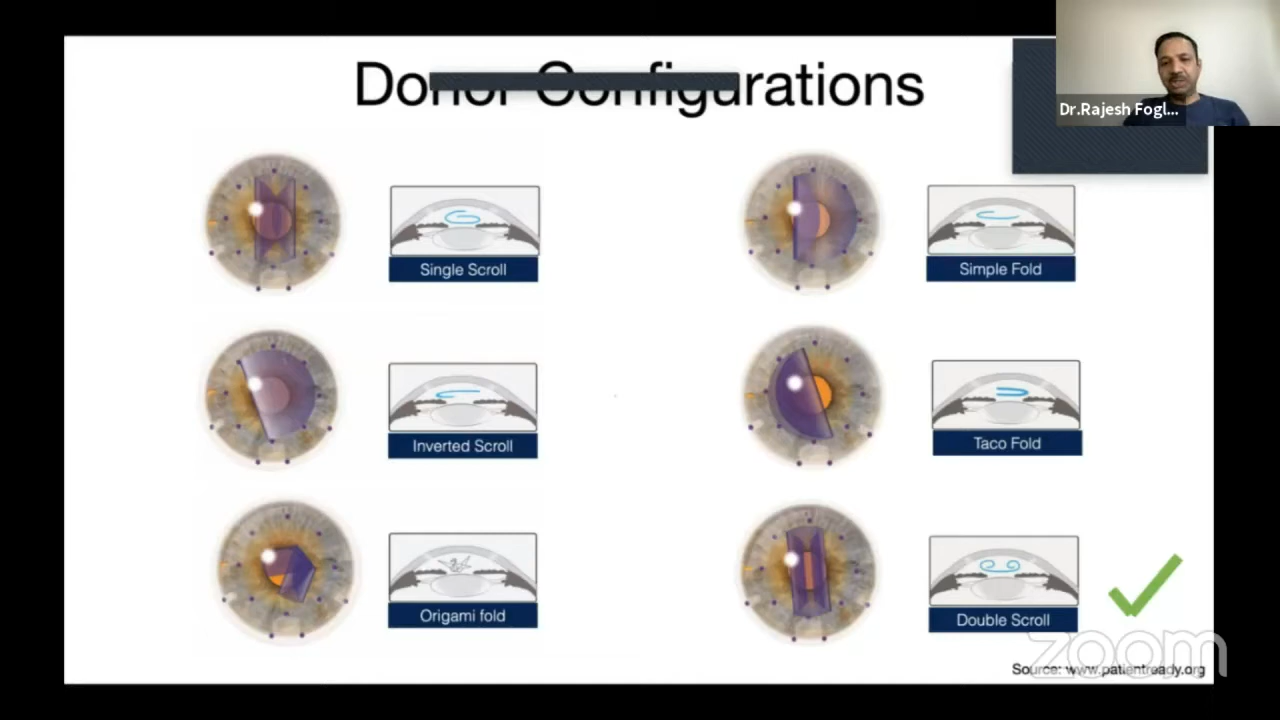 Donor Configurations
Dr.Rajesh Fogl...
Single Scroll
Simple Fold
Inverted Scroll
Taco Fold
Origami fold
Double Scroll
zoom
Source: www.patientready.org